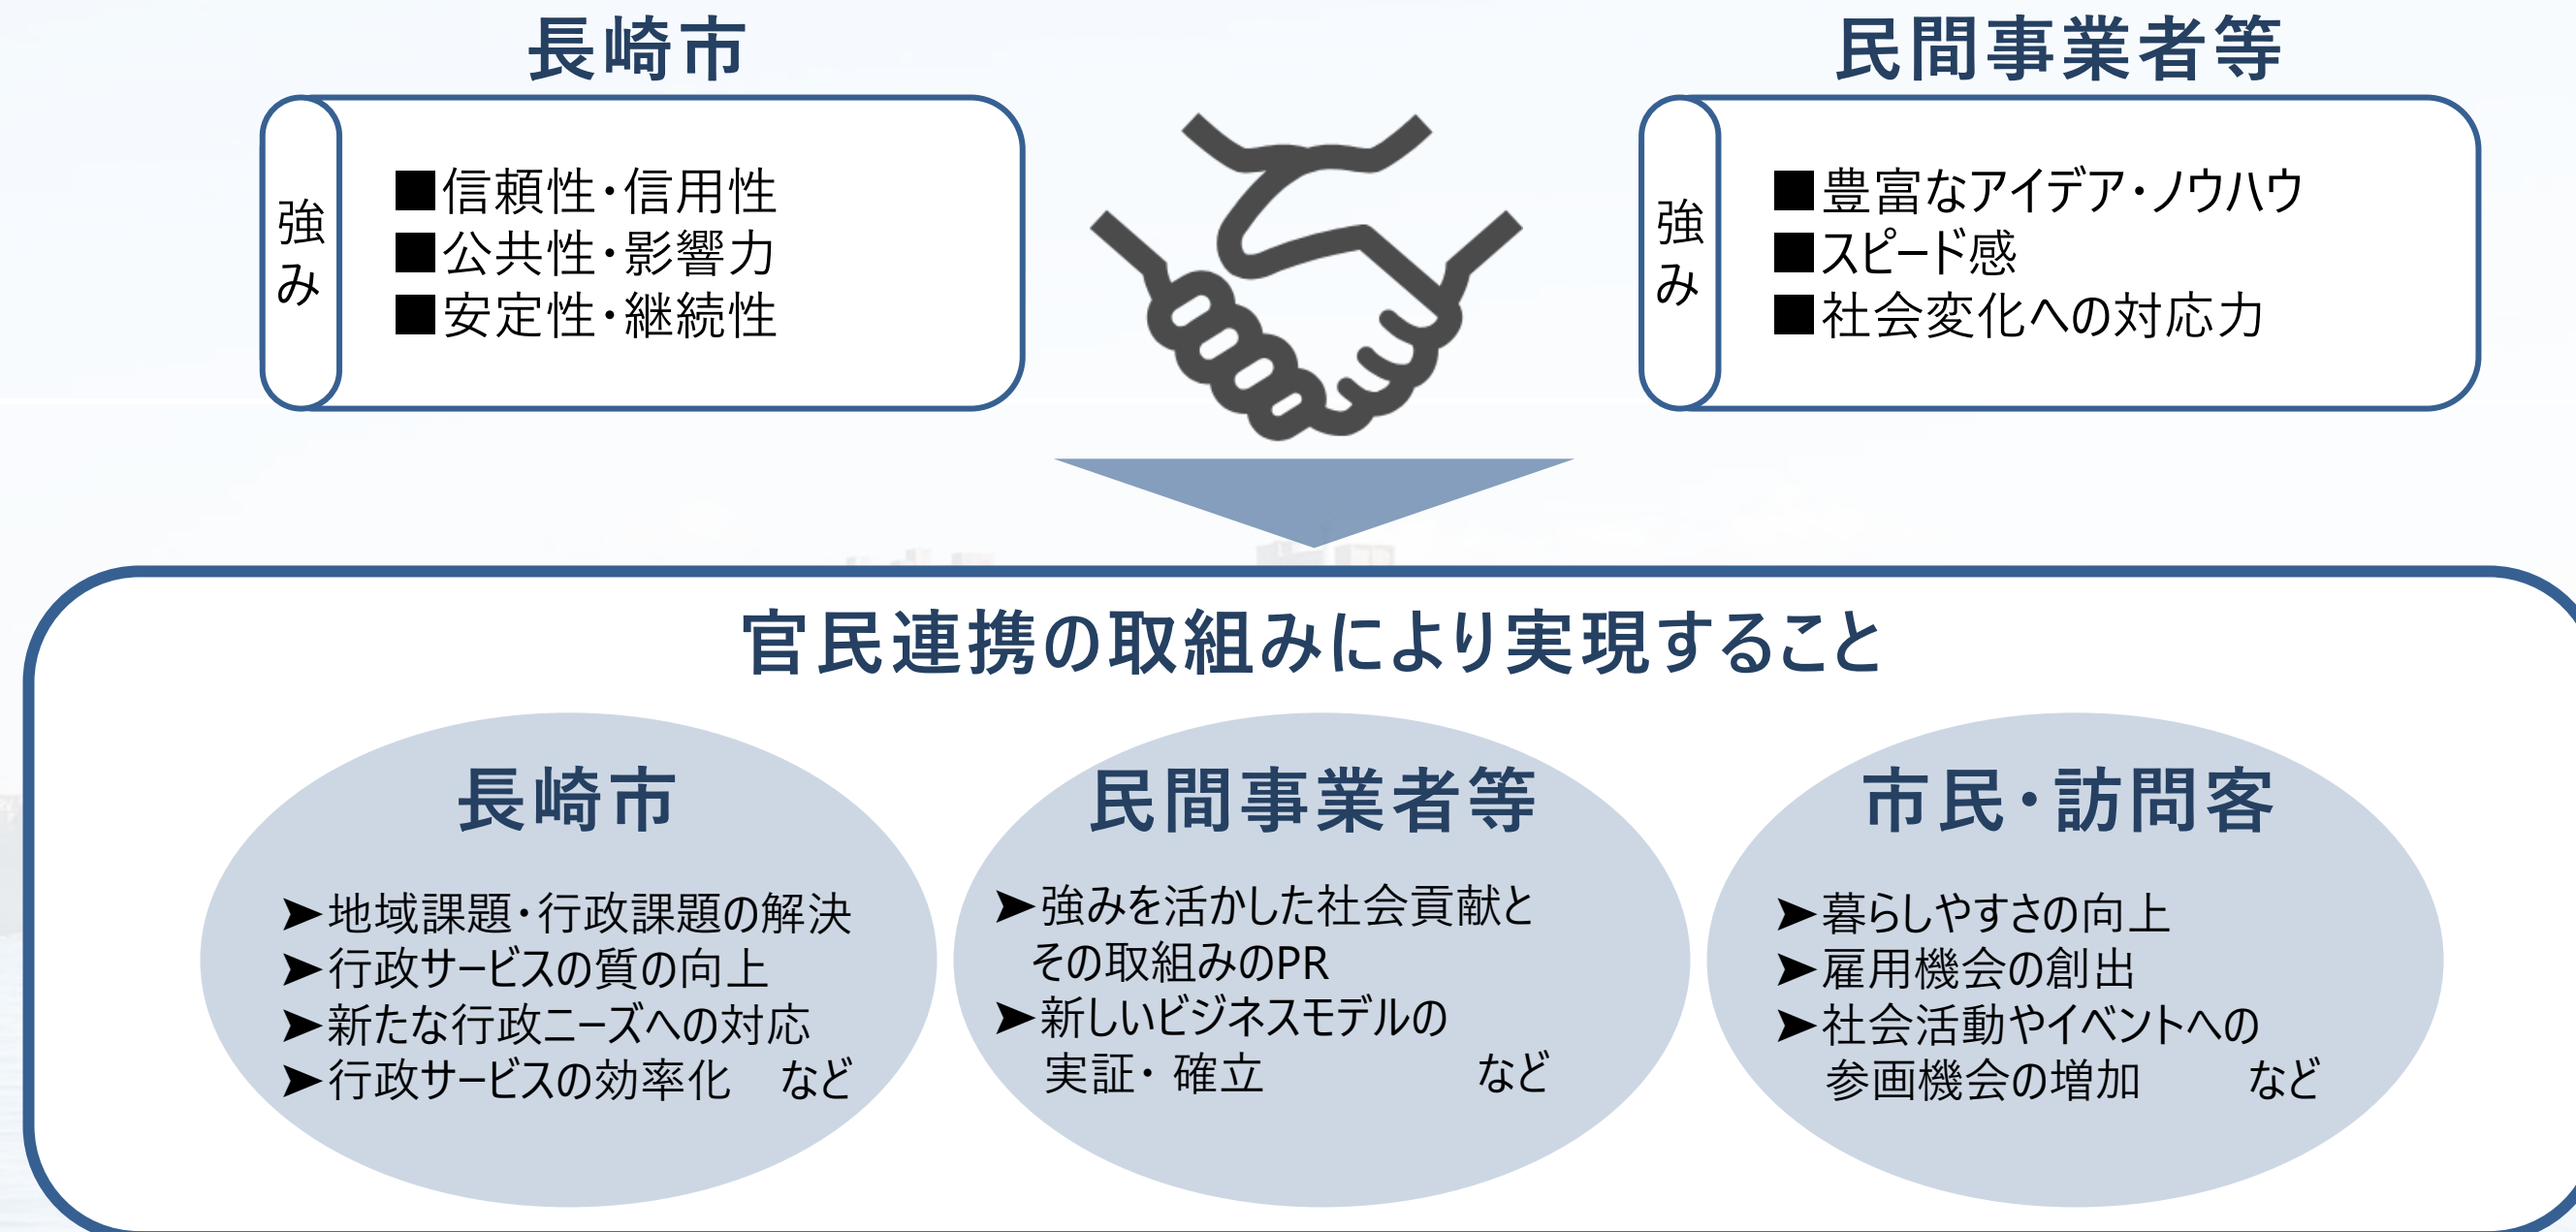 長崎市
強み
■信頼性・信用性
■公共性・影響力
■安定性・継続性
民間事業者等
強み
■豊富なアイデア・ノウハウ
■スピード感
■社会変化への対応力
官民連携の取組みにより実現すること
長崎市
➤地域課題・行政課題の解決
➤行政サービスの質の向上
➤新たな行政ニーズへの対応
➤行政サービスの効率化　など
民間事業者等
➤強みを活かした社会貢献と
その取組みのPR
➤新しいビジネスモデルの
実証・ 確立　　　　　など
市民・訪問客
➤暮らしやすさの向上
➤雇用機会の創出
➤社会活動やイベントへの
参画機会の増加　　　など